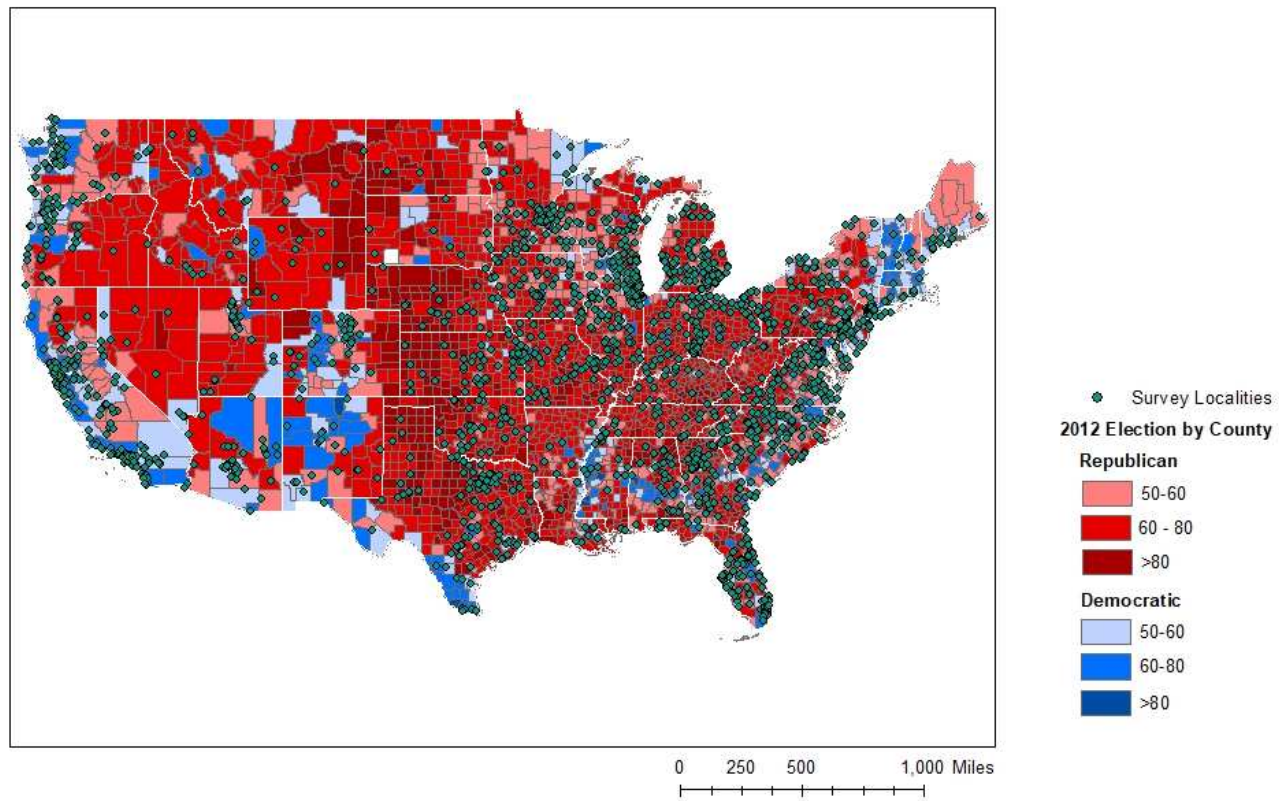 Survey Localities
2012 Election by County
Republican
50-60
60 - 80
>80
Democratic
50-60
60-80
>80
0 250 500 1,000 Miles